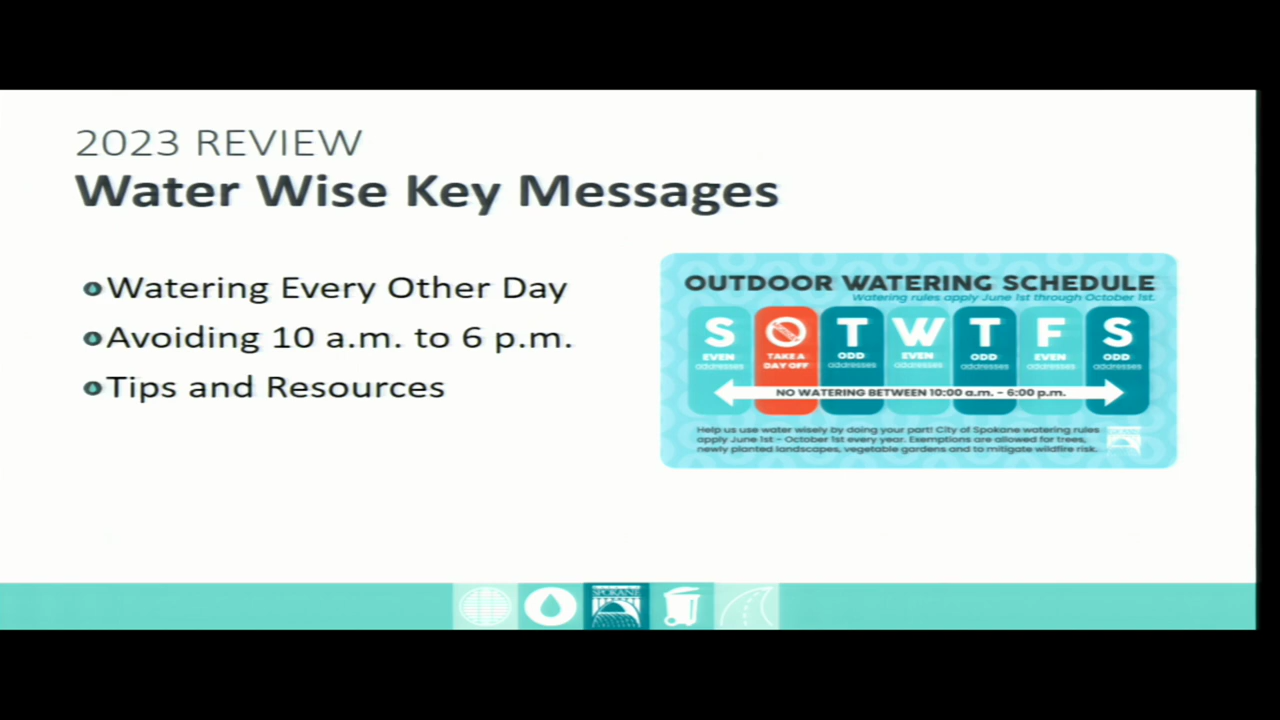 2023 REVIEW
Water Wise Key Messages
Watering Every Other Day
Avoiding 10 a.m. to 6 p.m.
Tips and Resources
OUTDOOR WATERING SCHEDULE
Watering rules apply June 1st through October 1st.
S T W T F S
EVEN TAKE A ODD EVEN ODD EVEN ODD
addresses DAY OFF addresses addresses addresses addresses addresses
NO WATERING BETWEEN 10:00 a.m. - 6:00 p.m.
Help us use water wisely by doing your part! City of Spokane watering rules
apply June 1st - October 1st every year. Exemptions are allowed for trees,
newly planted landscapes, vegetable gardens and to mitigate wildfire risk.
SPOKANE
SPOKANE